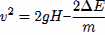 v² = 2gH – 2ΔE/m